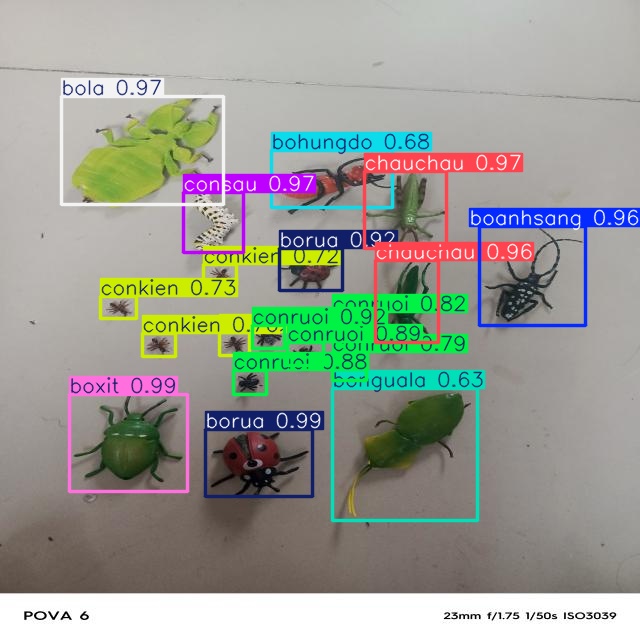 bola 0.97
bohungdo 0.68
chauchau 0.97
consau 0.97
boanhsang 0.96
borua 0.92
chauchau 0.96
conkien 0.72
conkien 0.73
conruoi 0.82
conruoi 0.92
conkien 0.
conruoi 0.89
conruoi 0.79
conruoi 0.88
boxit 0.99
bonguala 0.63
borua 0.99
POVA 6
23mm f/1.75 1/50s ISO3039